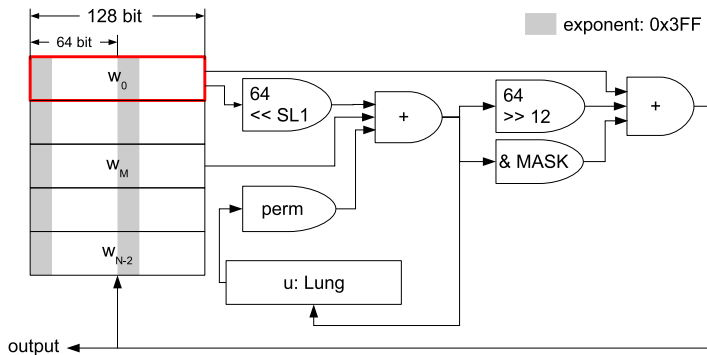 128 bit
exponent: 0x3FF
64 bit
w0
64
<< SL1
+
64
>> 12
+
wM
& MASK
perm
wN-2
u: Lung
output